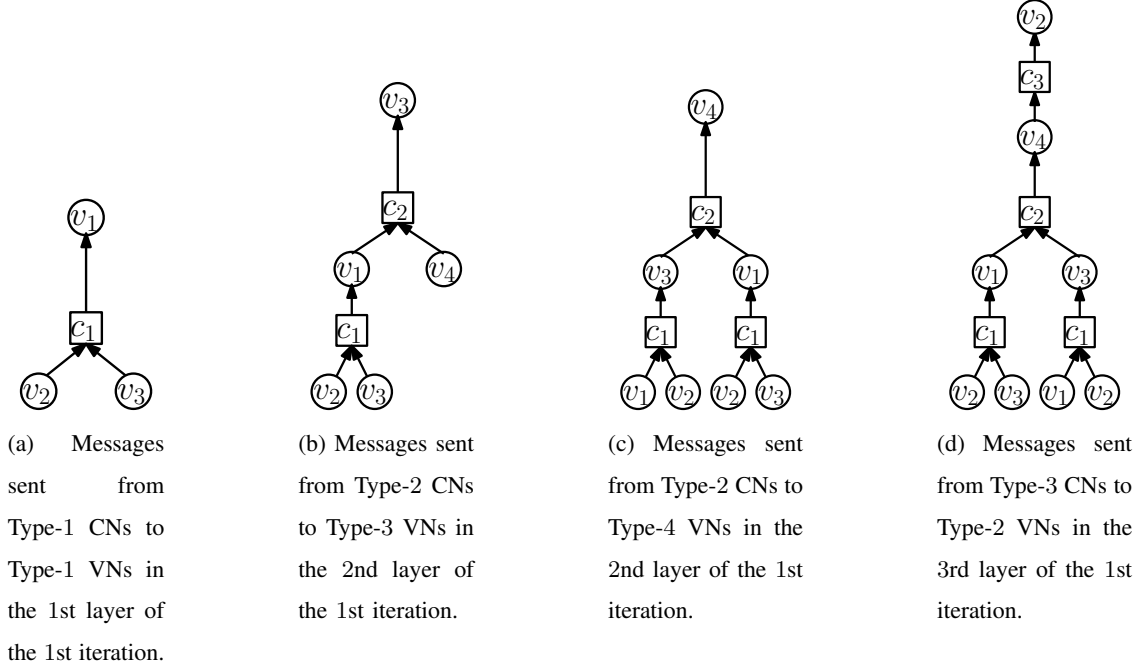 v1
c1
v2 v3
(a) Messages
sent from
Type-1 CNs to
Type-1 VNs in
the 1st layer of
the 1st iteration.
v3
c2
v1 v4
c1
v2 v3
(b) Messages sent
from Type-2 CNs
to Type-3 VNs in
the 2nd layer of
the 1st iteration.
v4
c2
v3 v1
c1 c1
v1 v2 v2 v3
(c) Messages sent
from Type-2 CNs to
Type-4 VNs in the
2nd layer of the 1st
iteration.
v2
c3
v4
c2
v1 v3
c1 c1
v2 v3 v1 v2
(d) Messages sent
from Type-3 CNs to
Type-2 VNs in the
3rd layer of the 1st
iteration.